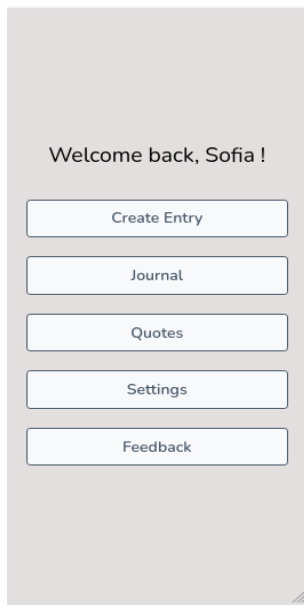 Welcome back, Sofia !
Create Entry
Journal
Quotes
Settings
Feedback